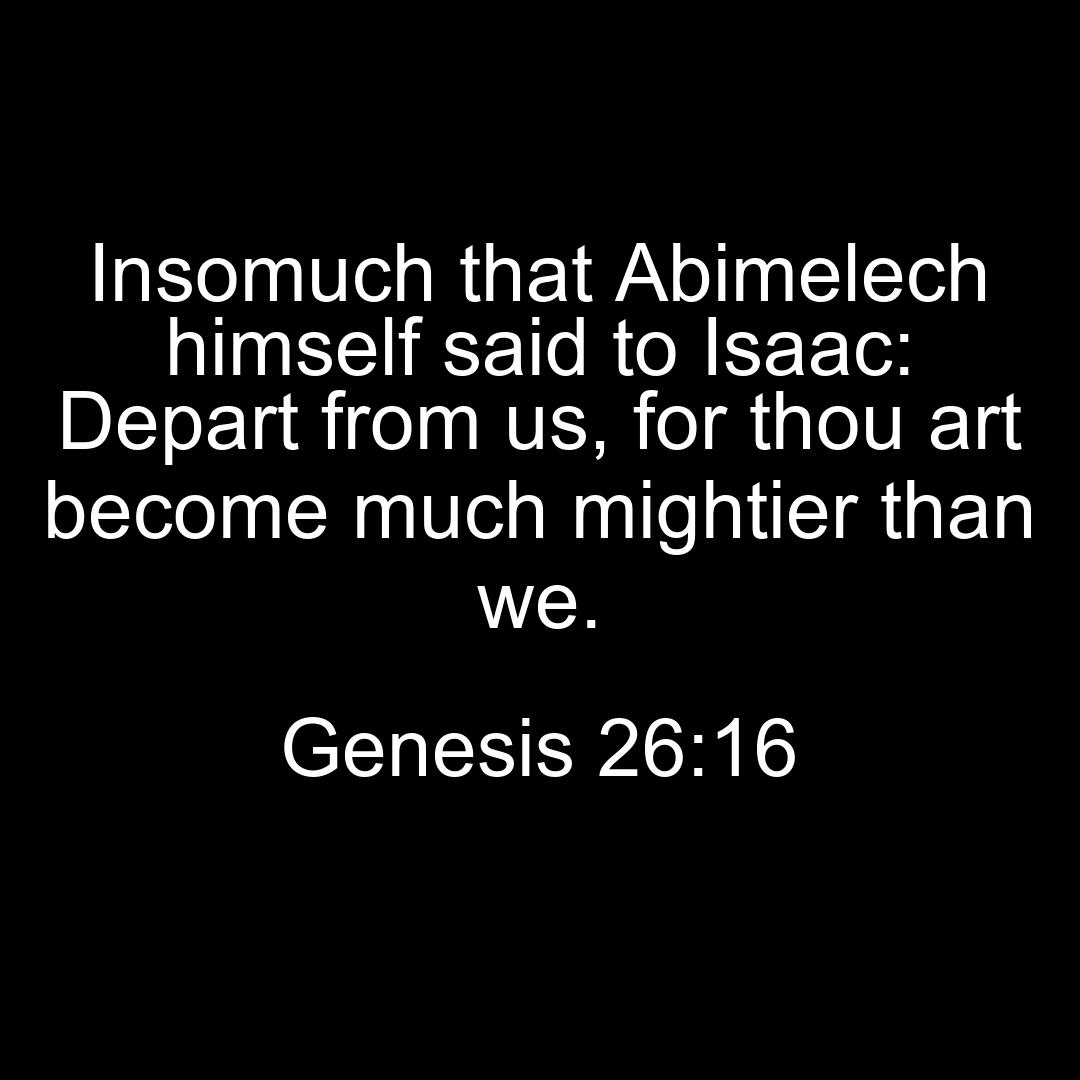 Insomuch that Abimelech
himself said to Isaac:
Depart from us, for thou art
become much mightier than
we.
Genesis 26:16